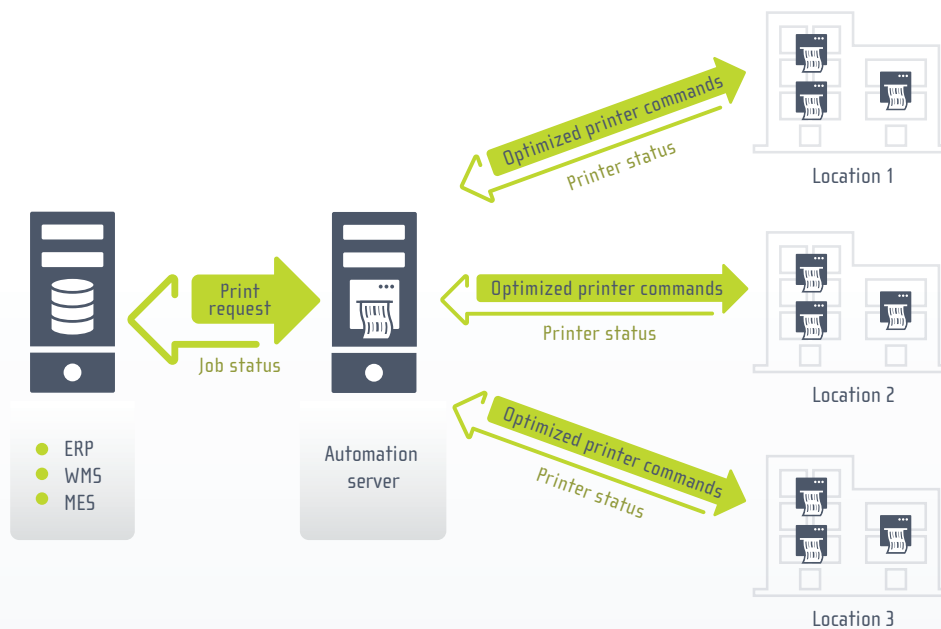 Optimized printer commands
Printer status
Location 1
Print
request
Job status
Optimized printer commands
Printer status
Location 2
ERP
WMS
MES
Automation
server
Optimized printer commands
Printer status
Location 3